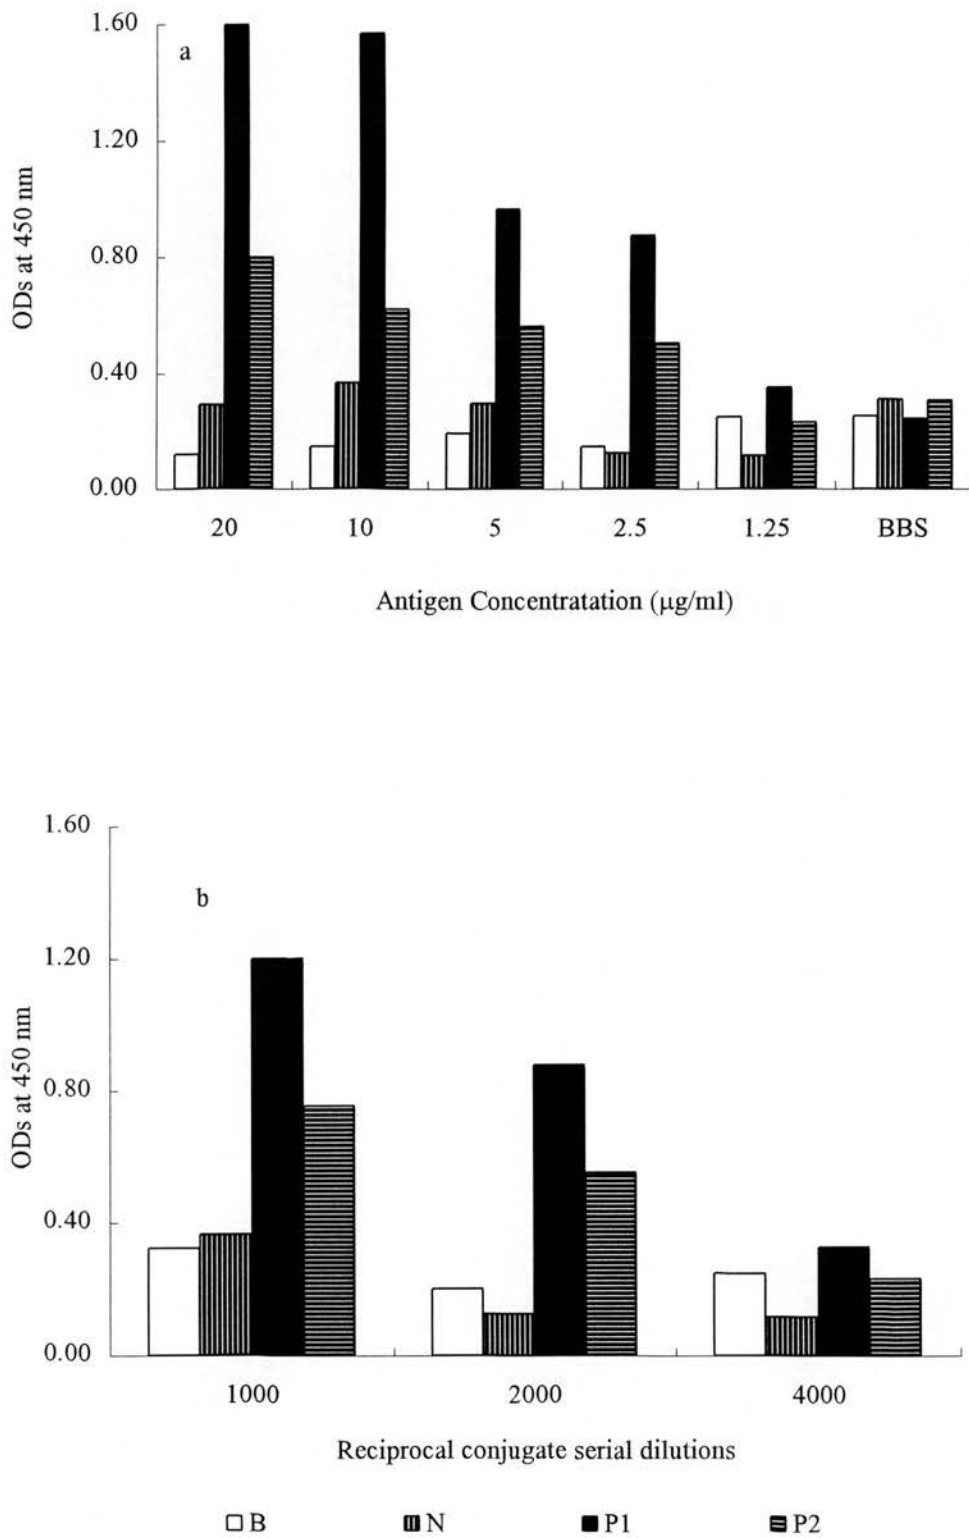 a
1.60
1.20
0.80
0.40
0.00
ODs at 450 nm
20 10 5 2.5 1.25 BBS
Antigen Concentratation (μg/ml)
b
1.60
1.20
0.80
0.40
0.00
ODs at 450 nm
1000 2000 4000
Reciprocal conjugate serial dilutions
B N P1 P2